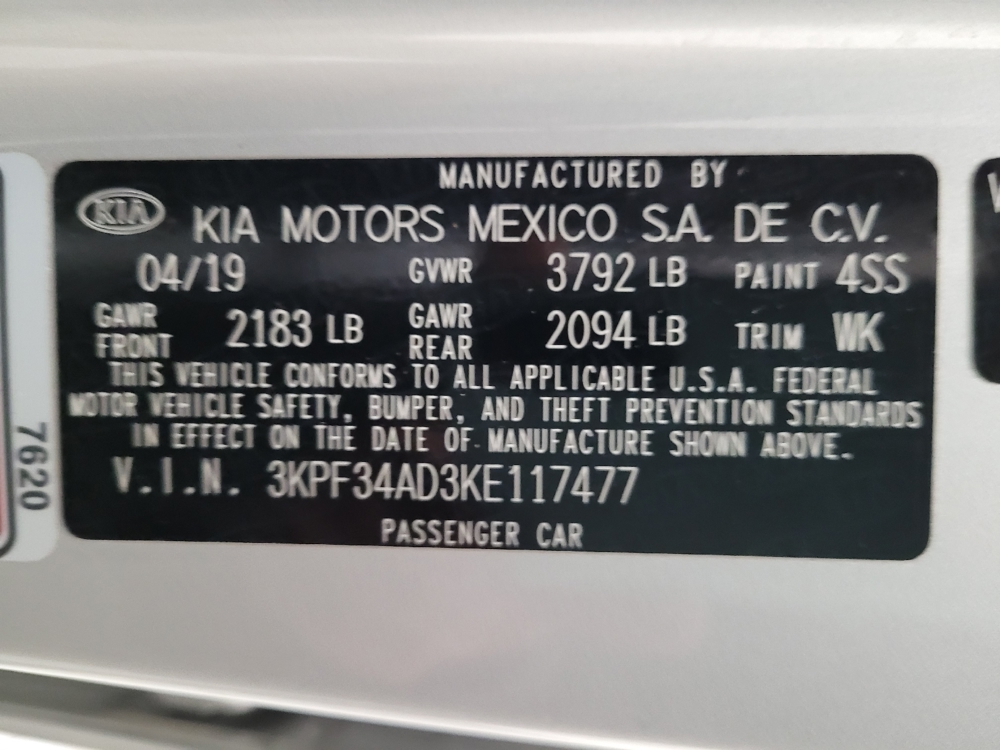 MANUFACTURED BY
KIA KIA MOTORS MEXICO S.A. DE C.V.
04/19 GVWR 3792 LB PAINT 4SS
GAWR FRONT 2183 LB GAWR REAR 2094 LB TRIM WK
THIS VEHICLE CONFORMS TO ALL APPLICABLE U.S.A. FEDERAL
MOTOR VEHICLE SAFETY, BUMPER, AND THEFT PREVENTION STANDARDS
IN EFFECT ON THE DATE OF MANUFACTURE SHOWN ABOVE.
V.I.N. 3KPF34AD3KE117477
PASSENGER CAR
7620